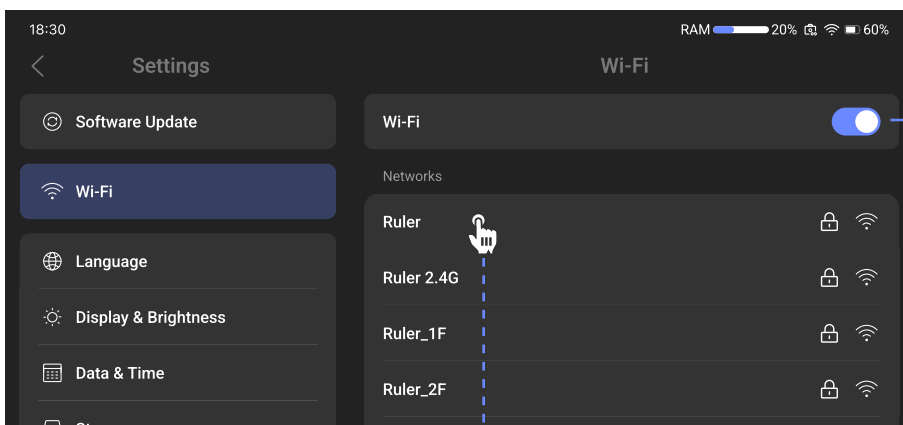 18:30
RAM 20% 60%
Settings
Wi-Fi
Software Update
Wi-Fi
Language
Display & Brightness
Data & Time
Wi-Fi
Networks
Ruler
Ruler 2.4G
Ruler_1F
Ruler_2F